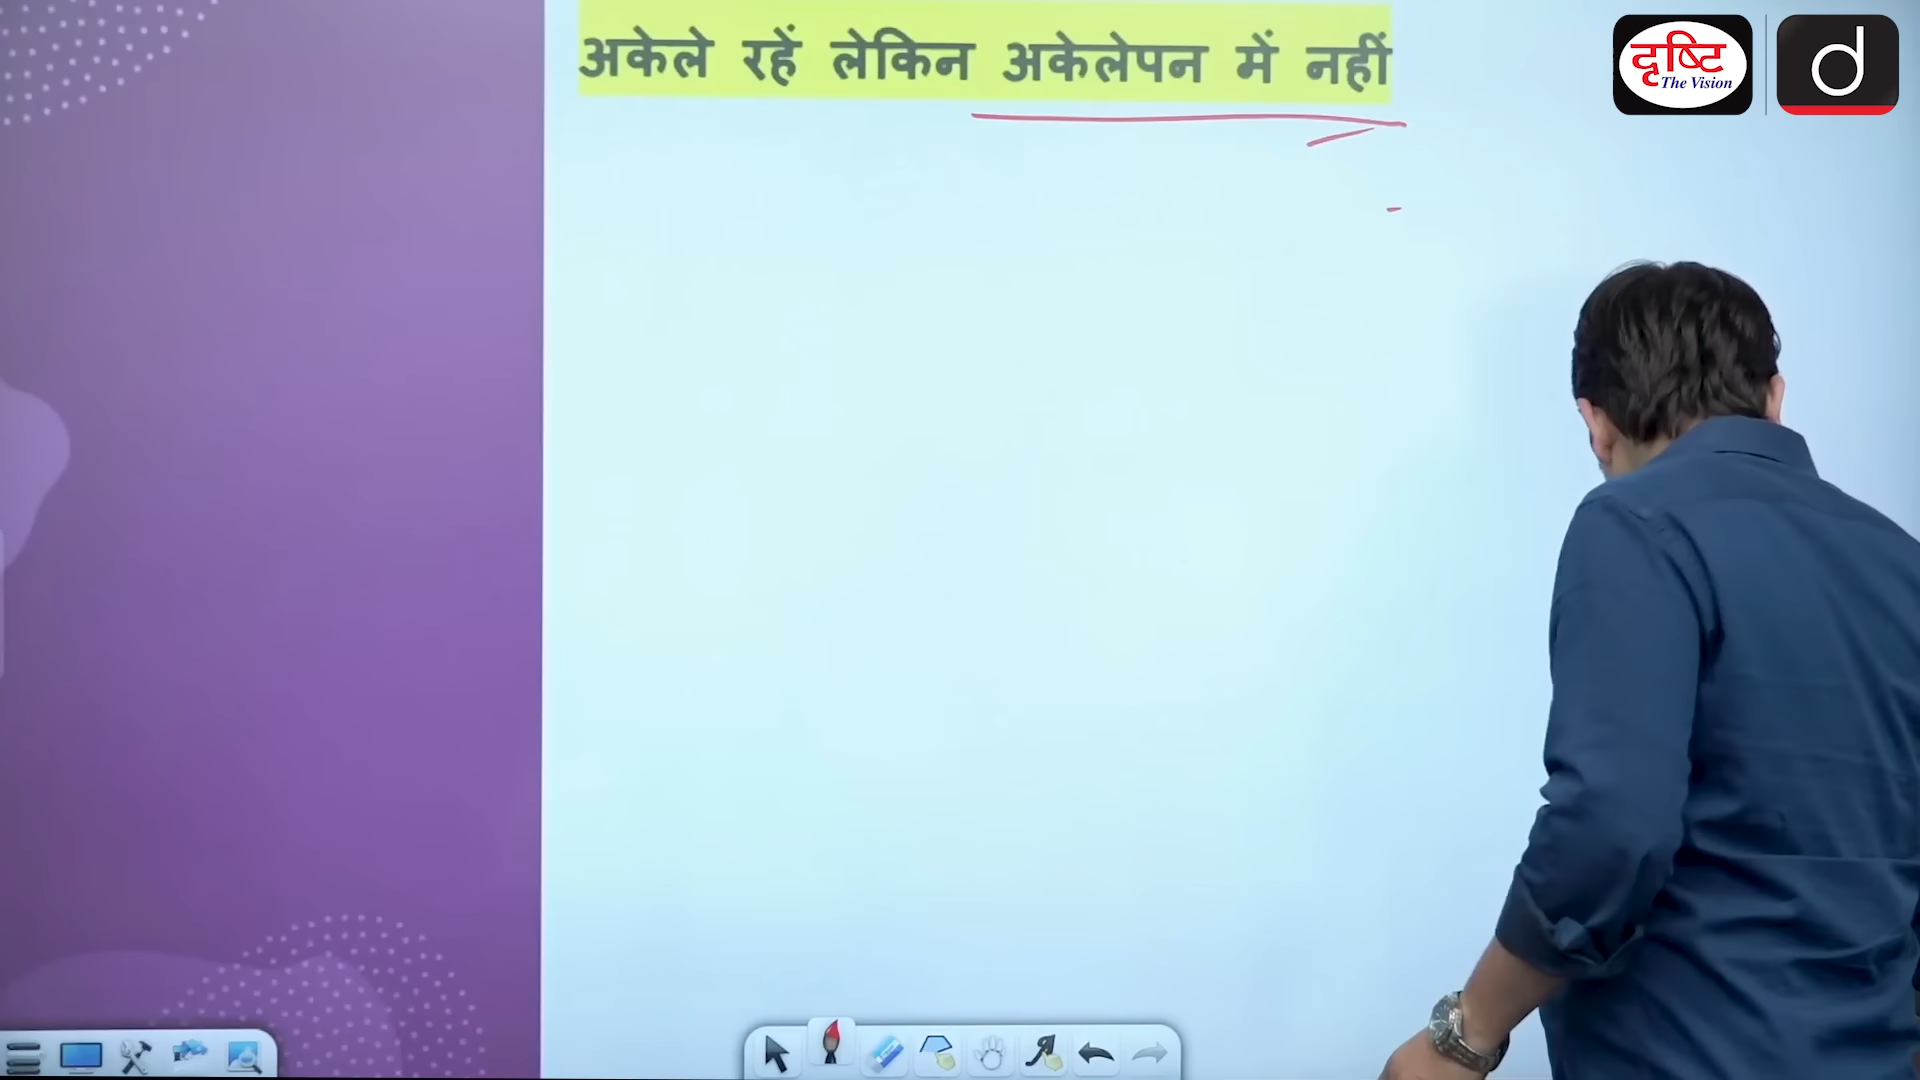 अकेले रहें लेकिन अकेलेपन में नहीं
दृष्टि
The Vision
d